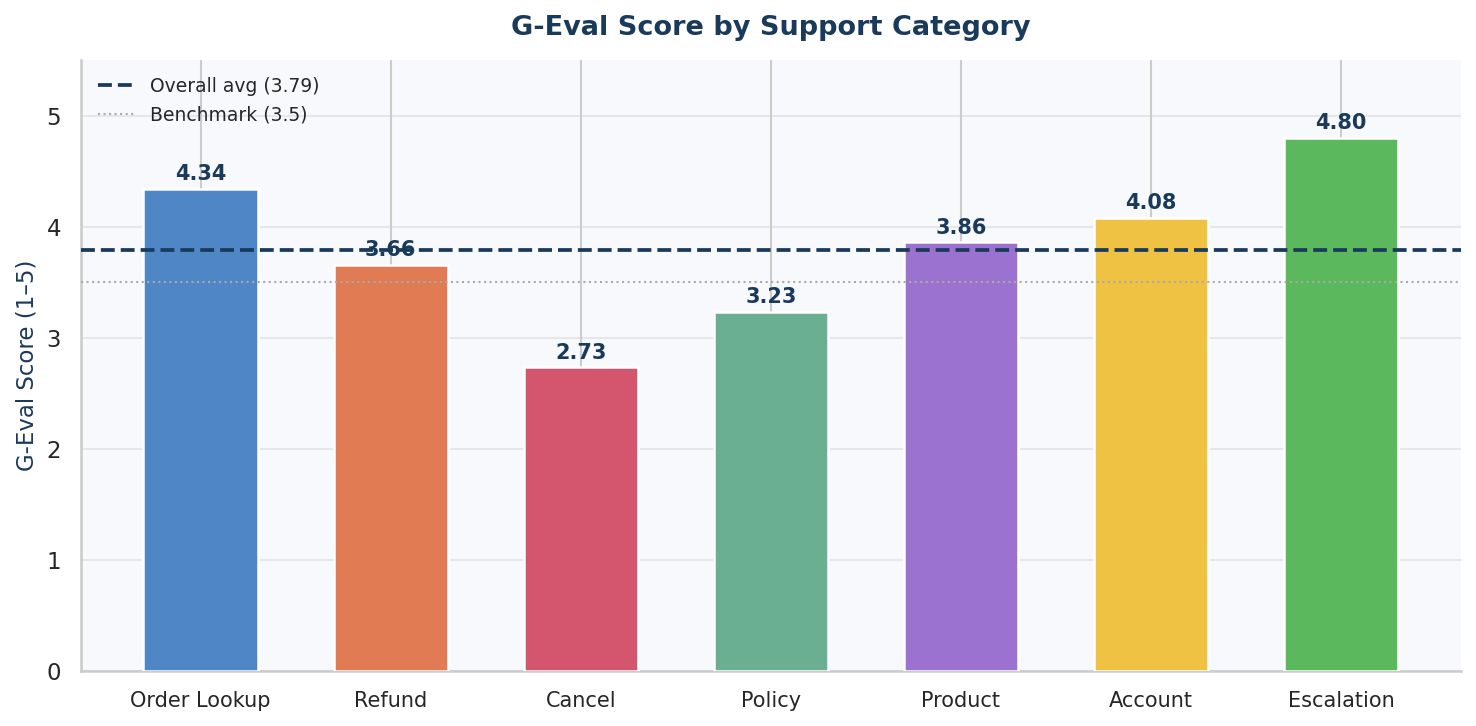 G-Eval Score by Support Category
Overall avg (3.79)
Benchmark (3.5)
G-Eval Score (1–5)
5
4
3
2
1
0
4.34
3.66
2.73
3.23
3.86
4.08
4.80
Order Lookup
Refund
Cancel
Policy
Product
Account
Escalation